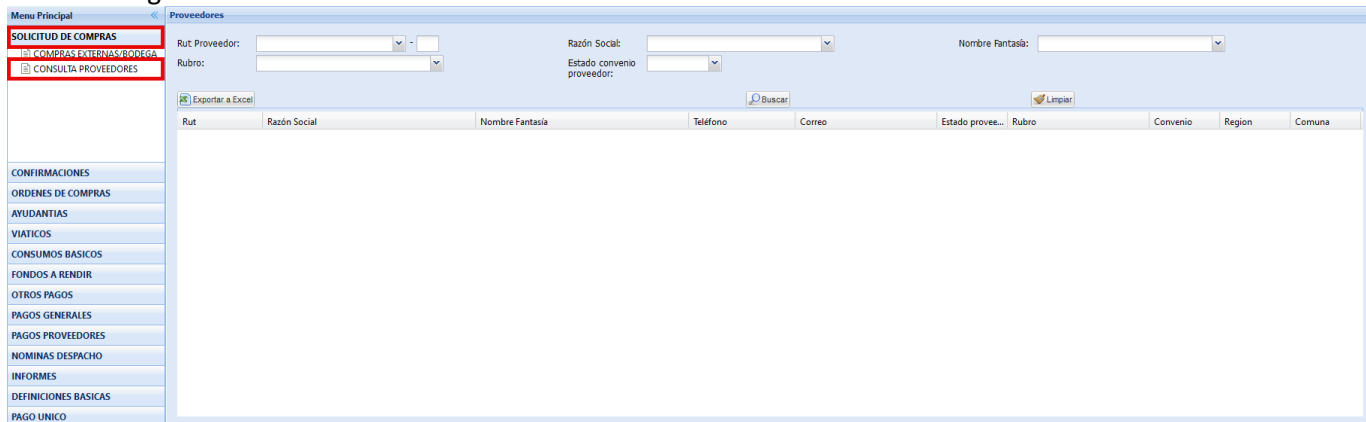 Menu Principal
Proveedores
SOLICITUD DE COMPRAS
COMPRAS EXTERNAS/BODEGA
CONSULTA PROVEEDORES
Rut Proveedor: -
Razón Social:
Nombre Fantasía:
Rubro:
Estado convenio
proveedor:
Exportar a Excel
Buscar
Limpiar
Rut Razón Social Nombre Fantasía Teléfono Correo Estado provee... Rubro Convenio Region Comuna
CONFIRMACIONES
ORDENES DE COMPRAS
AYUDANTIAS
VIATICOS
CONSUMOS BASICOS
FONDOS A RENDIR
OTROS PAGOS
PAGOS GENERALES
PAGOS PROVEEDORES
NOMINAS DESPACHO
INFORMES
DEFINICIONES BASICAS
PAGO UNICO